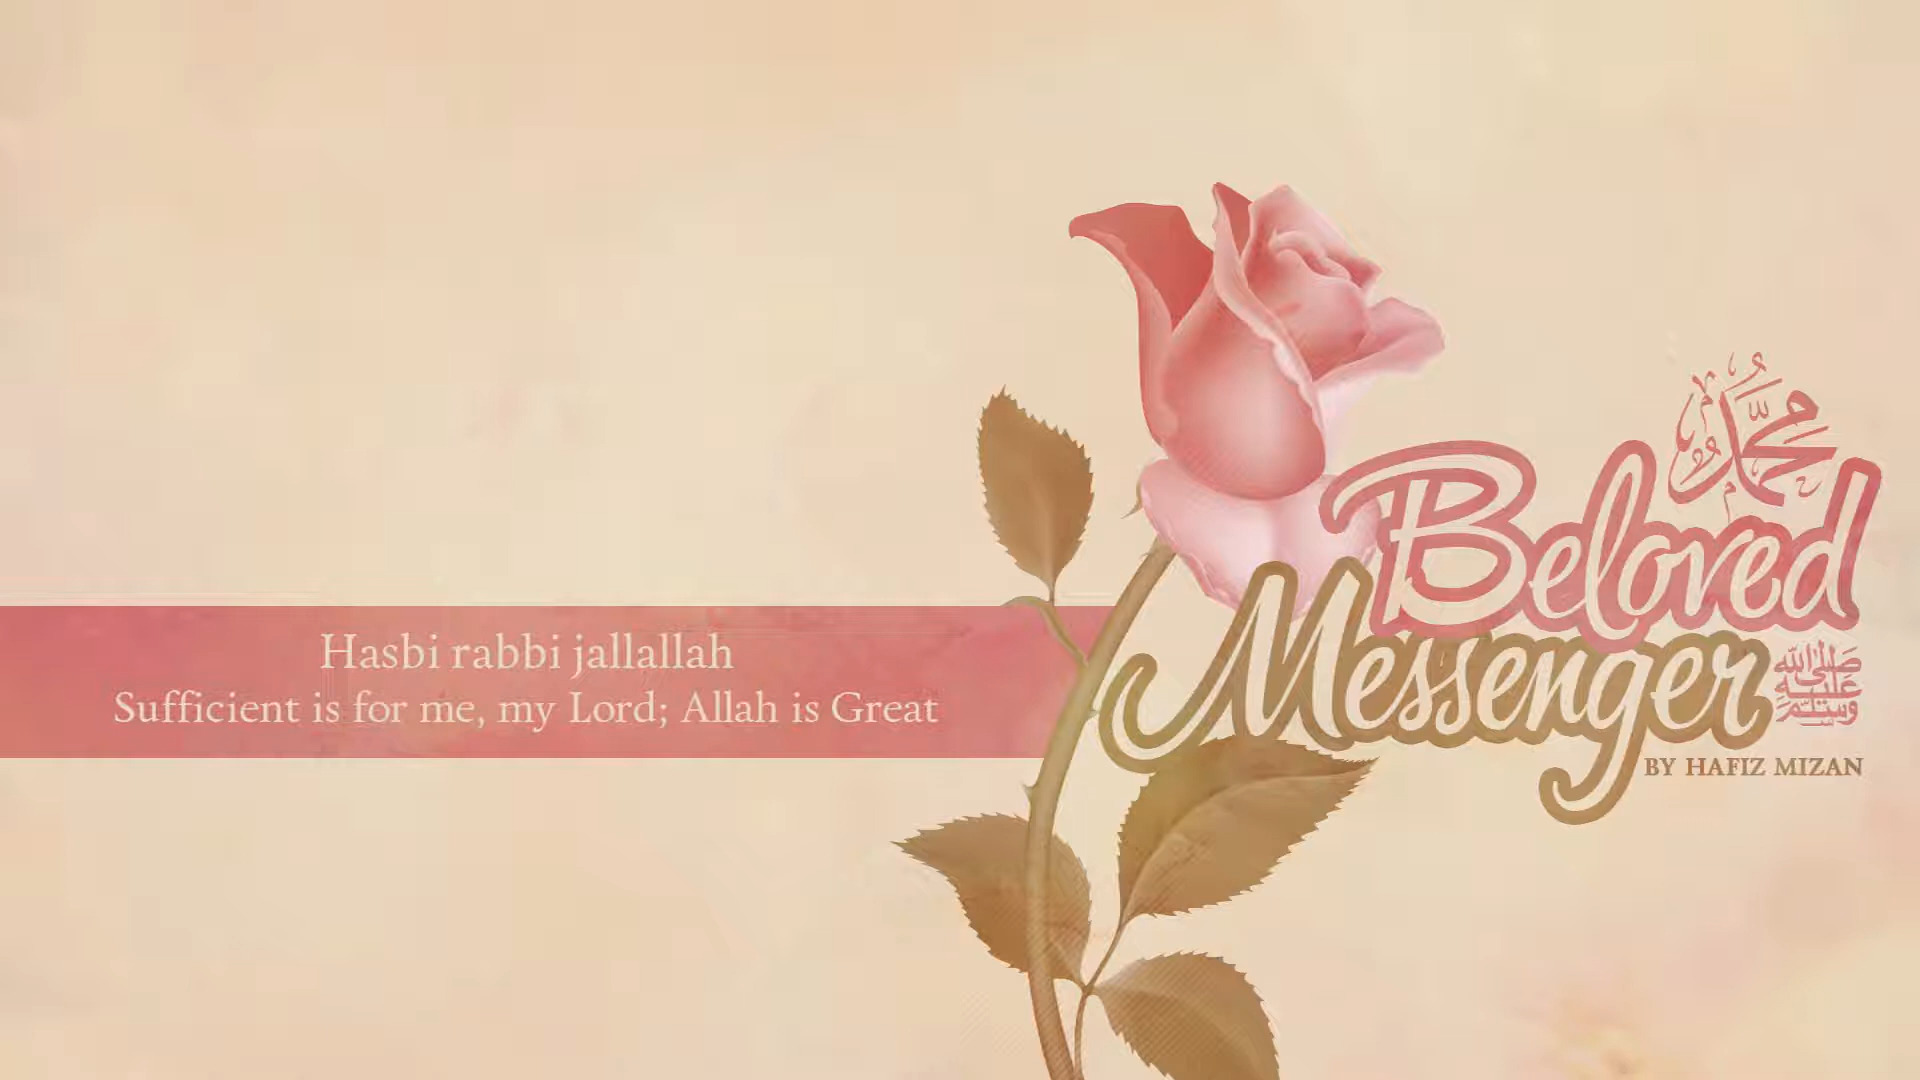 Hasbi rabbi jallallah
Sufficient is for me, my Lord; Allah is Great
محمد
Beloved
Messenger
صلى الله
عليه
وسلم
BY HAFIZ MIZAN